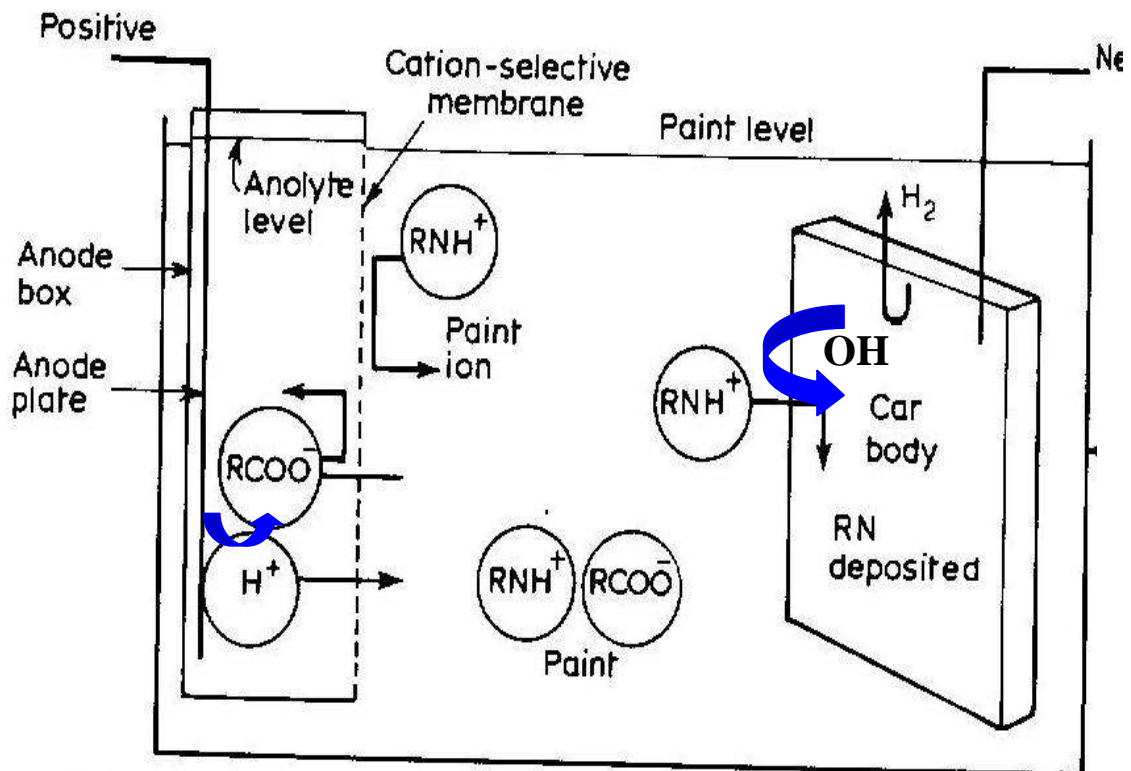 Positive
Ne
Cation-selective
membrane
Paint level
Anolyte
level
RNH+
H2
Anode
box
Paint
ion
OH
Anode
plate
RNH+
Car
body
RCOO-
RN
deposited
H+
RNH+
RCOO-
Paint